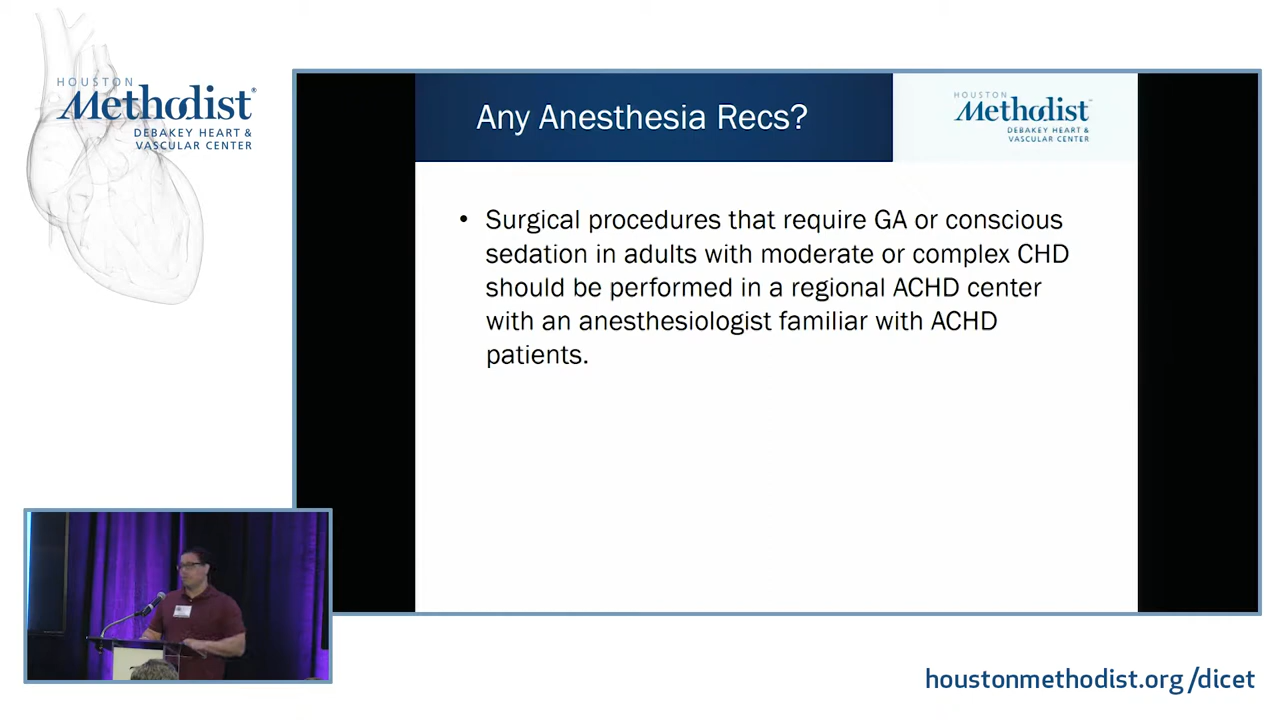 HOUSTON
Methodist®
DEBAKEY HEART &
VASCULAR CENTER
Any Anesthesia Recs?
HOUSTON
Methodist
DEBAKEY HEART &
VASCULAR CENTER
• Surgical procedures that require GA or conscious
sedation in adults with moderate or complex CHD
should be performed in a regional ACHD center
with an anesthesiologist familiar with ACHD
patients.
houstonmethodist.org/dicet